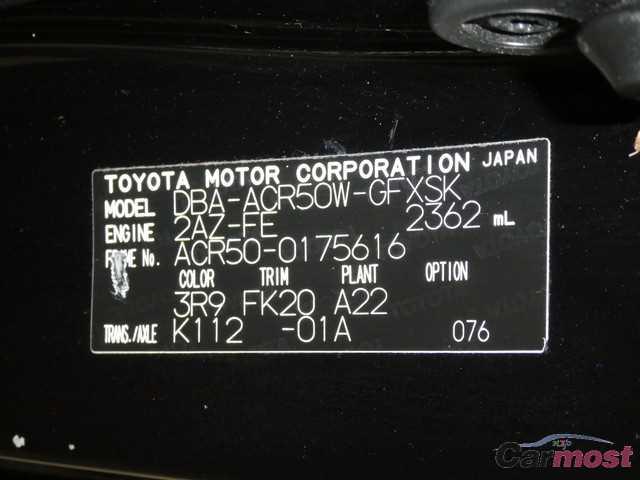 TOYOTA MOTOR CORPORATION JAPAN
MODEL DBA-ACR50W-GFXSK
ENGINE 2AZ-FE 2362 mL
FRAME No. ACR50-0175616
COLOR TRIM PLANT OPTION
3R9 FK20 A22
TRANS./AXLE K112 -01A 076
Carmost